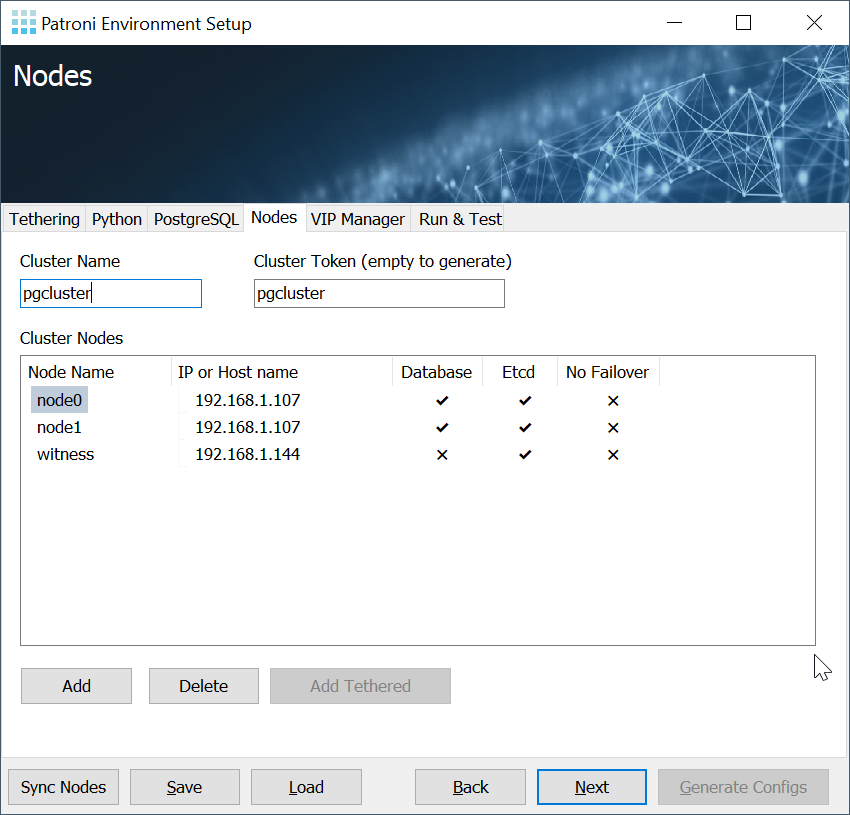 Patroni Environment Setup
Nodes
Tethering Python PostgreSQL Nodes VIP Manager Run & Test
Cluster Name Cluster Token (empty to generate)
pgcluster pgcluster
Cluster Nodes
Node Name IP or Host name Database Etcd No Failover
node0 192.168.1.107 ✓ ✓ ✕
node1 192.168.1.107 ✓ ✓ ✕
witness 192.168.1.144 ✕ ✓ ✕
Add Delete Add Tethered
Sync Nodes Save Load Back Next Generate Configs